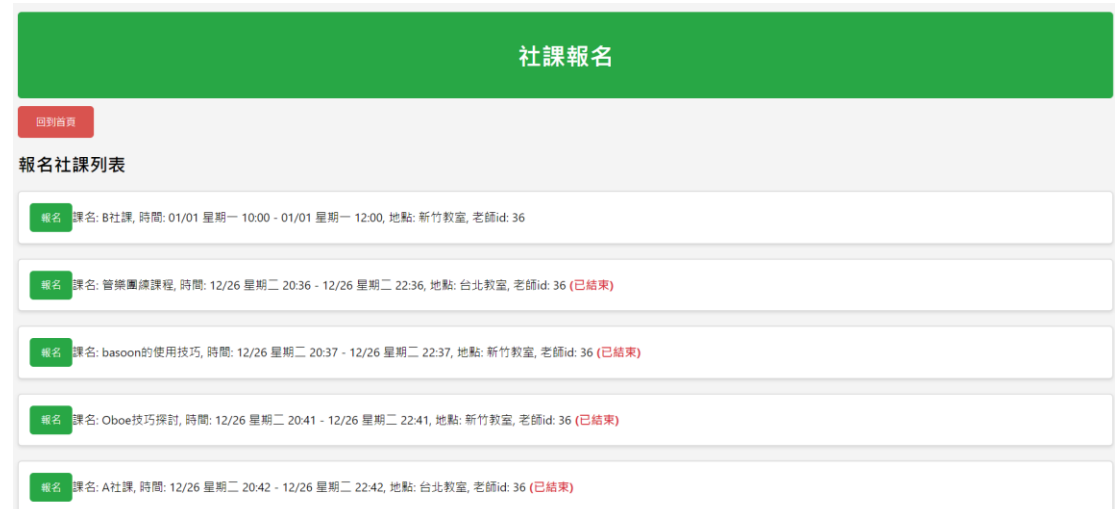 社課報名
回到首頁
報名社課列表
報名 課名: B社課, 時間: 01/01 星期一 10:00 - 01/01 星期一 12:00, 地點: 新竹教室, 老師id: 36
報名 課名: 管樂團練課程, 時間: 12/26 星期二 20:36 - 12/26 星期二 22:36, 地點: 台北教室, 老師id: 36 (已結束)
報名 課名: basoon的使用技巧, 時間: 12/26 星期二 20:37 - 12/26 星期二 22:37, 地點: 新竹教室, 老師id: 36 (已結束)
報名 課名: Oboe技巧探討, 時間: 12/26 星期二 20:41 - 12/26 星期二 22:41, 地點: 新竹教室, 老師id: 36 (已結束)
報名 課名: A社課, 時間: 12/26 星期二 20:42 - 12/26 星期二 22:42, 地點: 台北教室, 老師id: 36 (已結束)